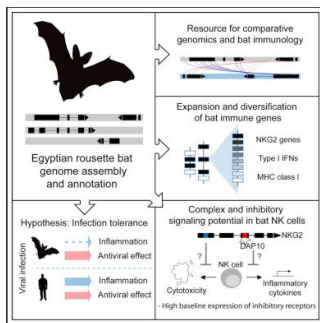 Egyptian rousette bat
genome assembly
and annotation
Resource for comparative
genomics and bat immunology
Expansion and diversification
of bat immune genes
NKG2 genes
Type I IFNs
MHC class I
Hypothesis: Infection tolerance
Viral infection
Inflammation
Antiviral effect
Inflammation
Antiviral effect
Complex and inhibitory
signaling potential in bat NK cells
NKG2
DAP10
?
?
NK cell
Cytotoxicity
Inflammatory
cytokines
- High baseline expression of inhibitory receptors